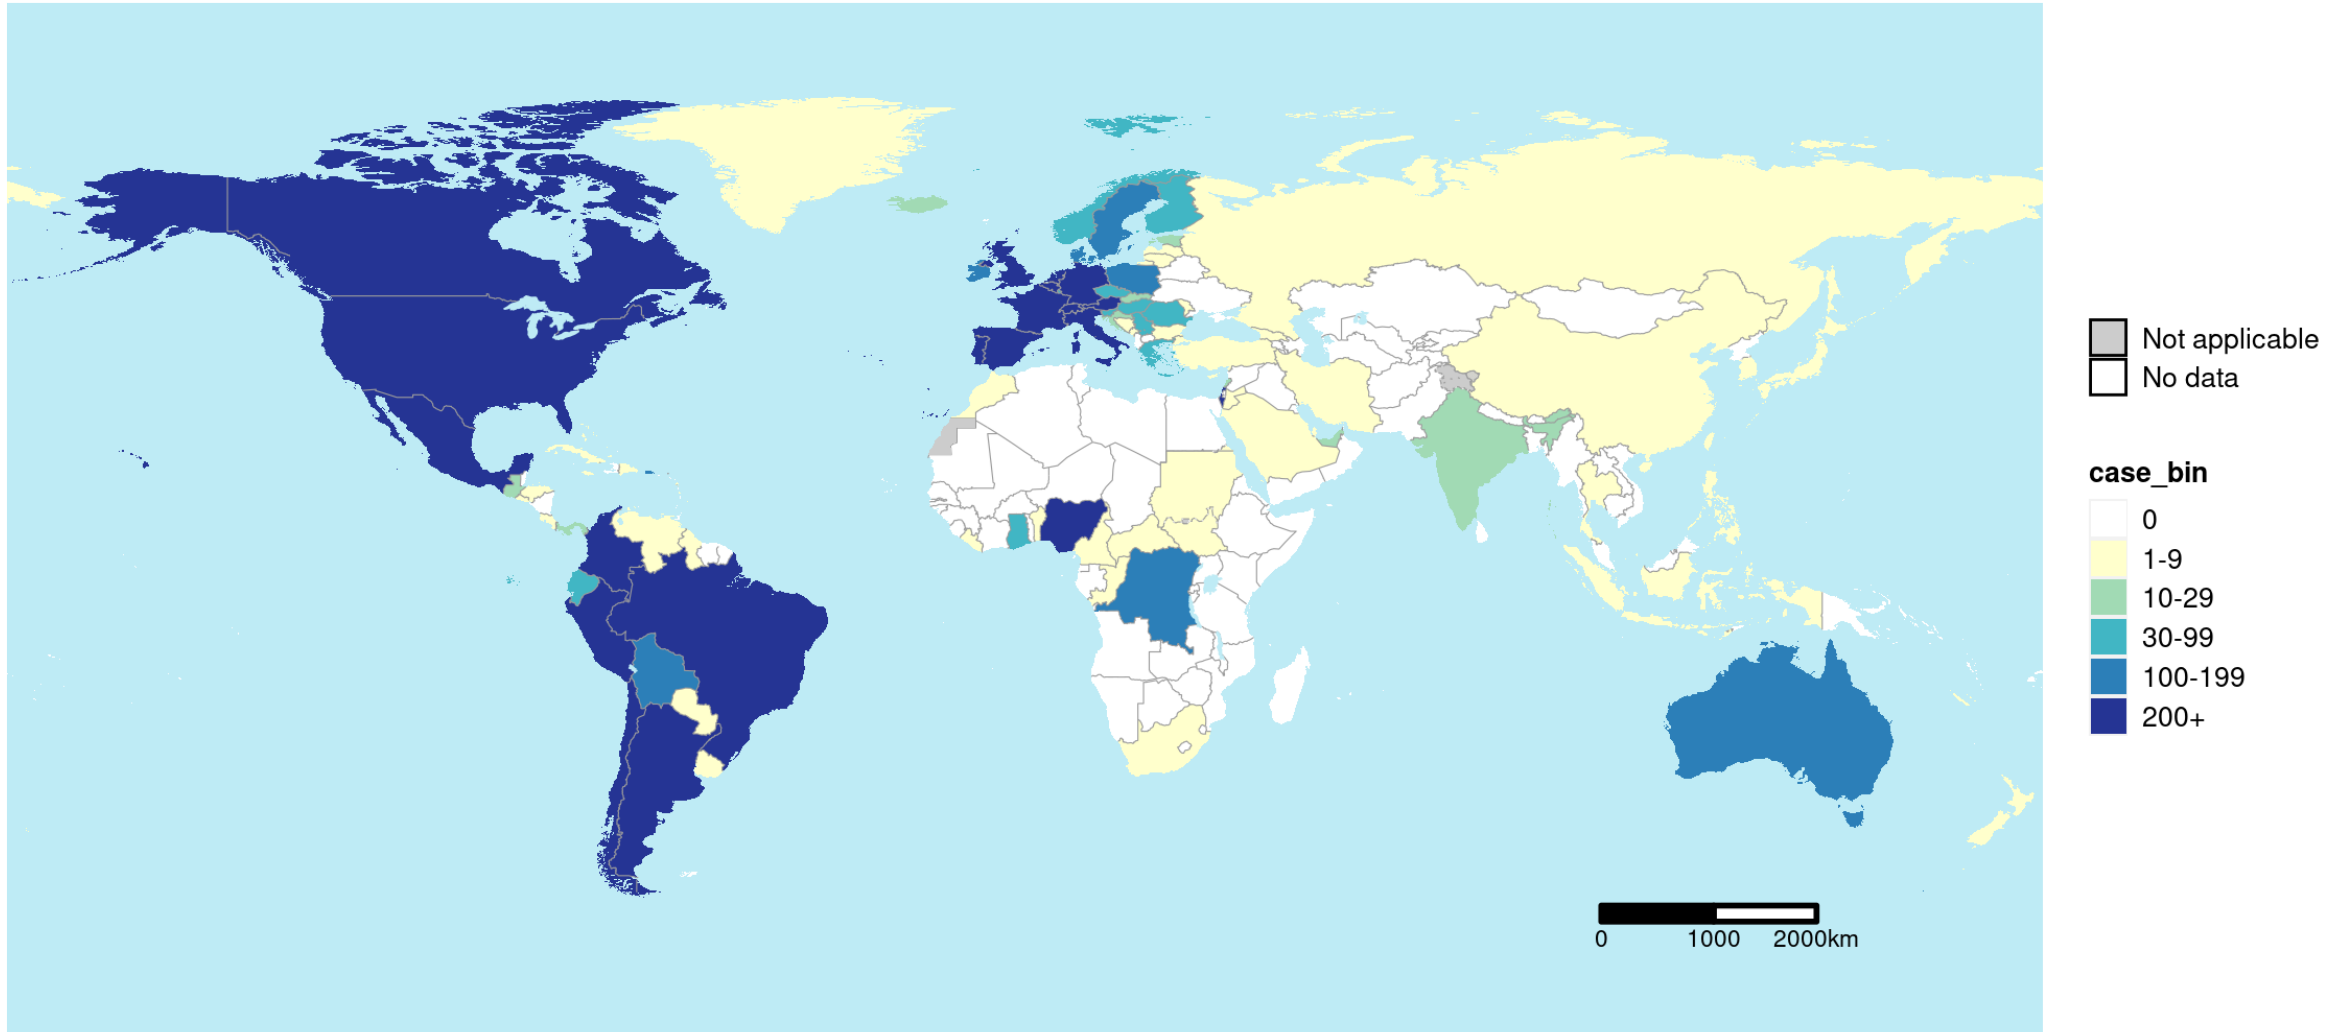 Not applicable
No data
case_bin
0
1-9
10-29
30-99
100-199
200+
0 1000 2000km